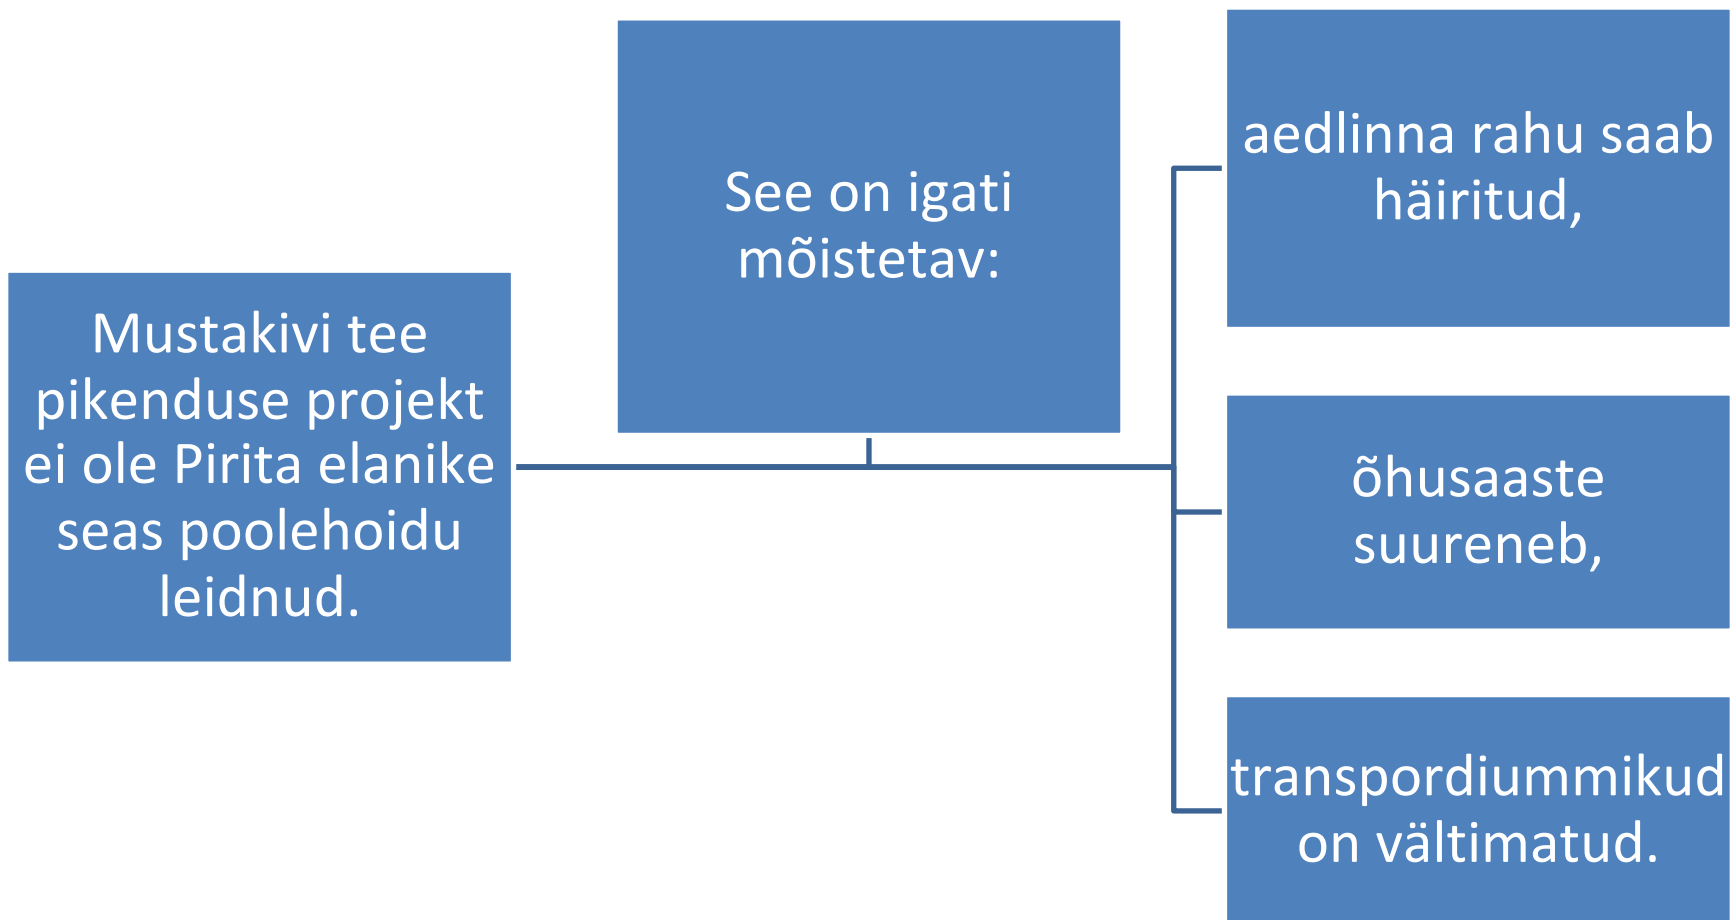 Mustakivi tee
pikenduse projekt
ei ole Pirita elanike
seas poolehoidu
leidnud.
See on igati
mõistetav:
aedlinna rahu saab
häiritud,
õhusaaste
suureneb,
transpordiummikud
on vältimatud.